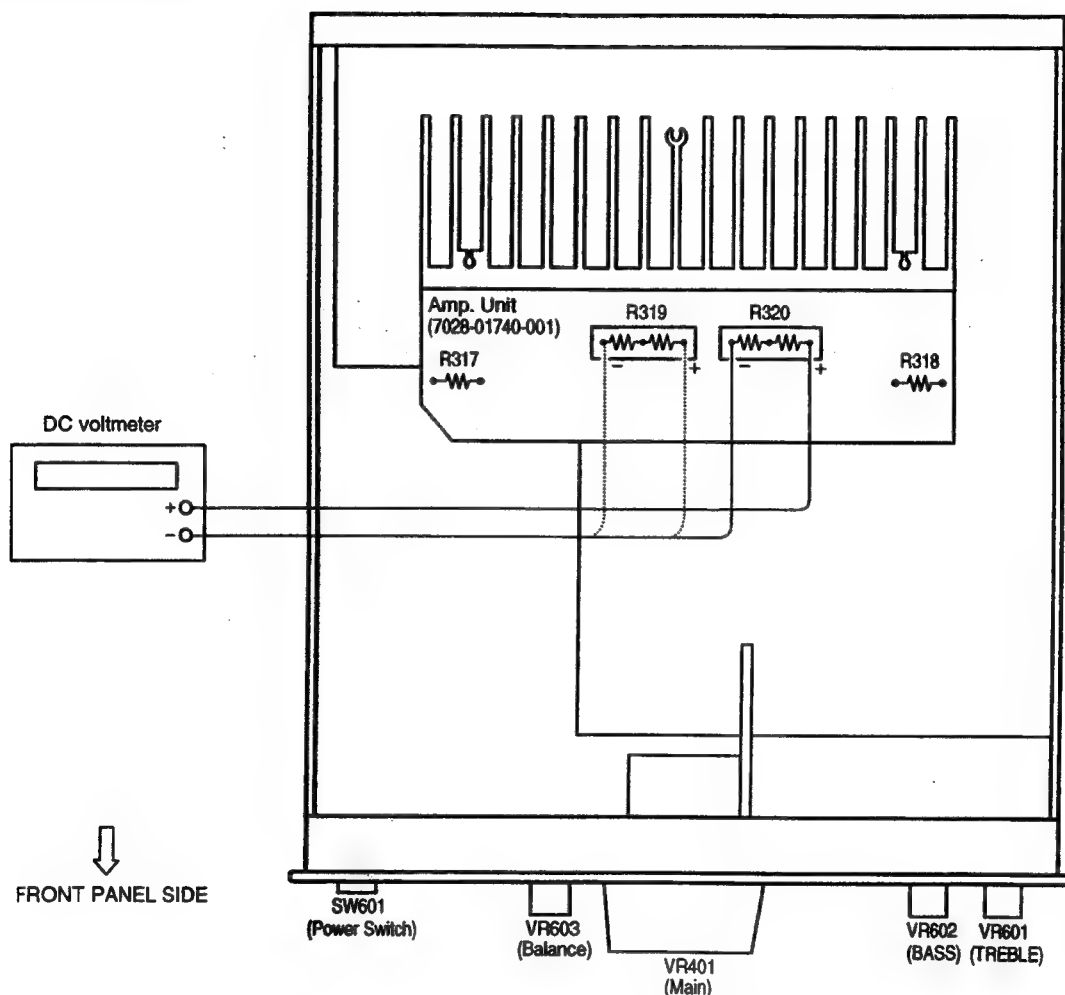 Amp. Unit
(7028-01740-001)
R319
R320
R317
R318
–
+
–
+
DC voltmeter
+
–
FRONT PANEL SIDE
SW601
(Power Switch)
VR603
(Balance)
VR401
(Main)
VR602
(BASS)
VR601
(TREBLE)